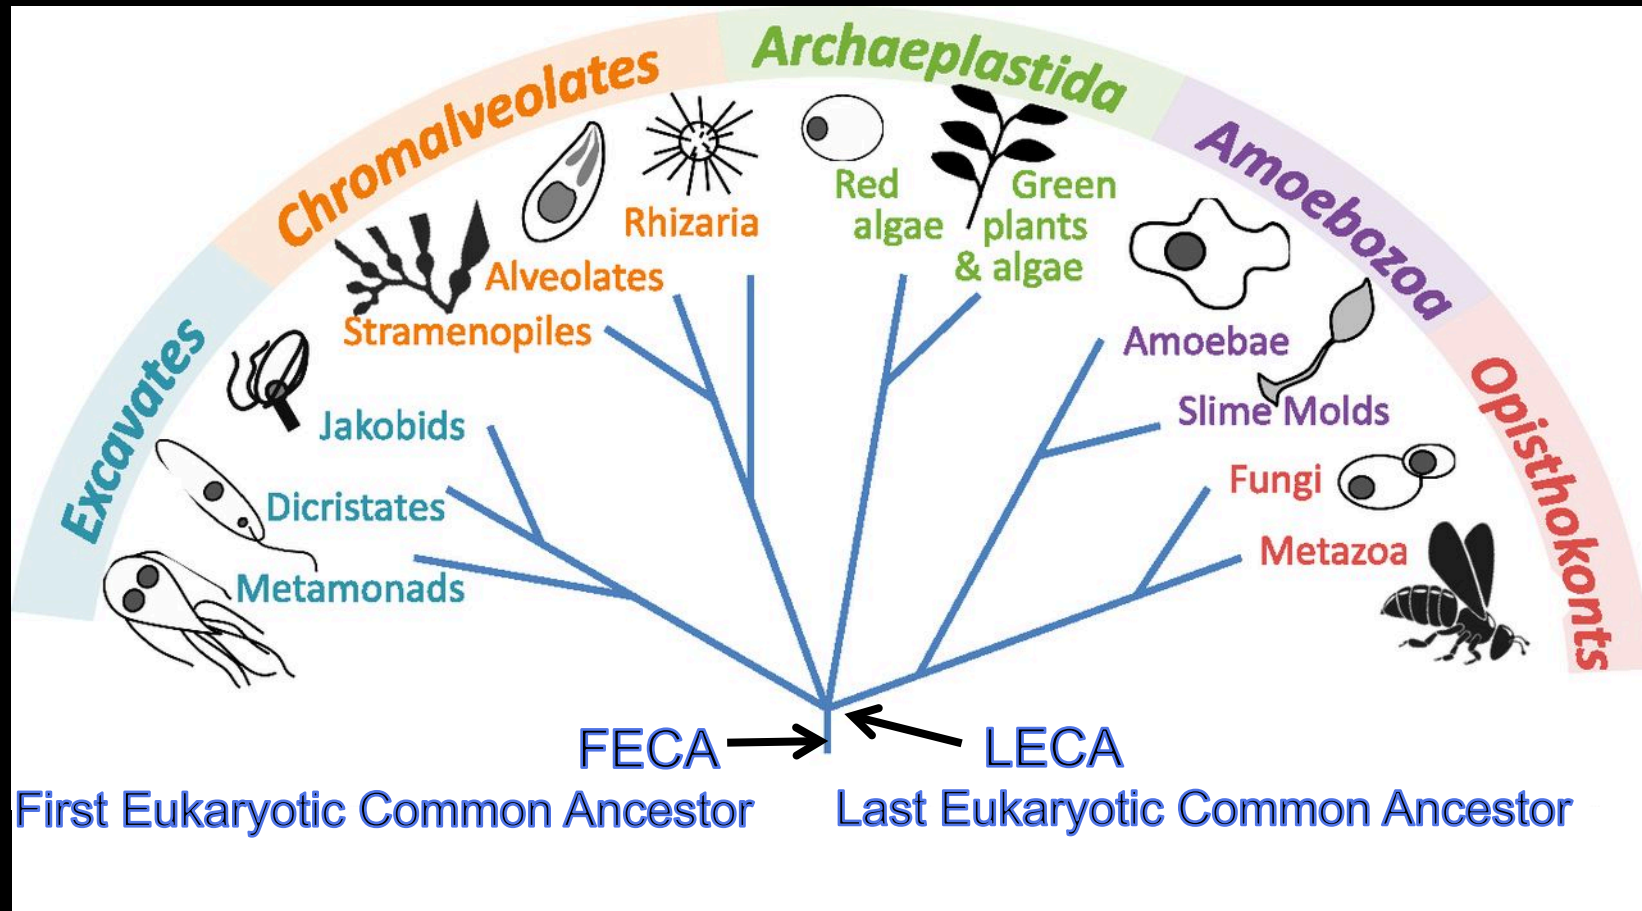 Excavates
Chromalveolates
Archaeplastida
Amoebozoa
Opisthokonts
Metamonads
Dicristates
Jakobids
Stramenopiles
Alveolates
Rhizaria
Red
algae
Green
plants
& algae
Amoebae
Slime Molds
Fungi
Metazoa
FECA
First Eukaryotic Common Ancestor
LECA
Last Eukaryotic Common Ancestor